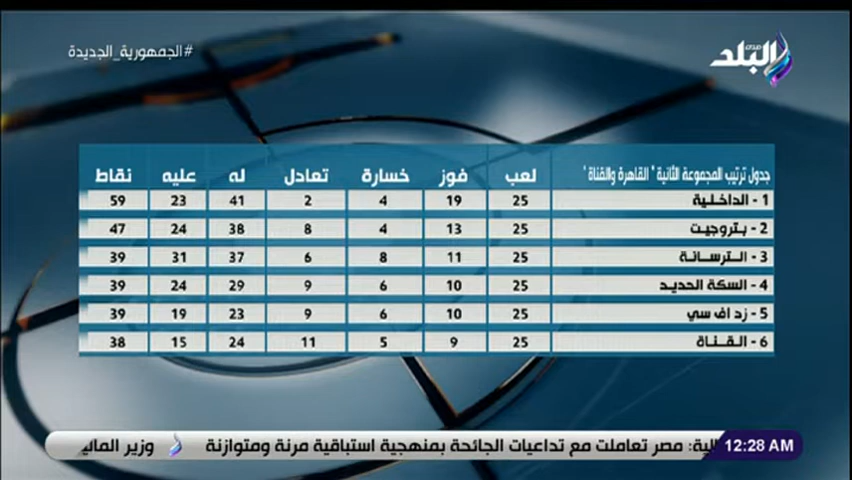 #الجمهورية_الجديدة
صدى البلد
جدول ترتيب المجموعة الثانية " القاهرة والقناة " لعب فوز خسارة تعادل له عليه نقاط
1 - الداخلية 25 19 4 2 41 23 59
2 - بتروجيت 25 13 4 8 38 24 47
3 - الترسانة 25 11 8 6 37 31 39
4 - السكة الحديد 25 10 6 9 29 24 39
5 - زد اف سي 25 10 6 9 23 19 39
6 - القناة 25 9 5 11 24 15 38
12:28 AM الية: مصر تعاملت مع تداعيات الجائحة بمنهجية استباقية مرنة ومتوازنة وزير المالي